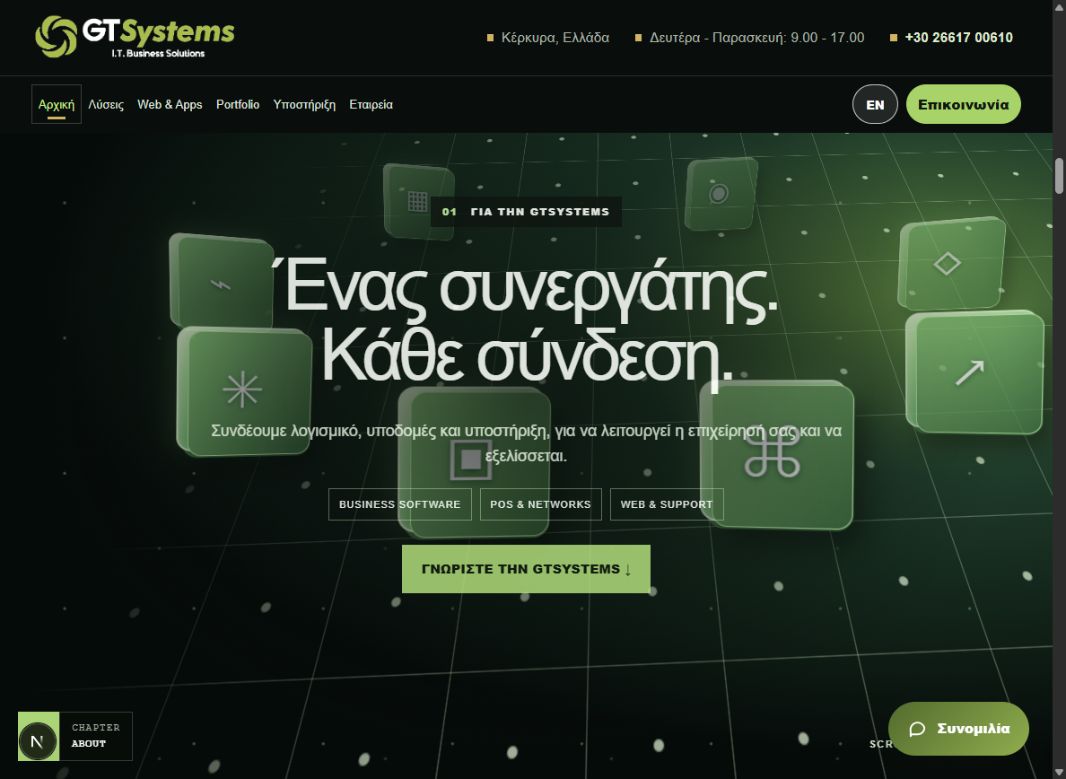 GTSystems
I.T. Business Solutions
Κέρκυρα, Ελλάδα
Δευτέρα - Παρασκευή: 9.00 - 17.00
+30 26617 00610
Αρχική
Λύσεις
Web & Apps
Portfolio
Υποστήριξη
Εταιρεία
EN
Επικοινωνία
01 ΓΙΑ ΤΗΝ GTSYSTEMS
Ένας συνεργάτης.
Κάθε σύνδεση.
Συνδέουμε λογισμικό, υποδομές και υποστήριξη, για να λειτουργεί η επιχείρησή σας και να
εξελίσσεται.
BUSINESS SOFTWARE
POS & NETWORKS
WEB & SUPPORT
ΓΝΩΡΙΣΤΕ ΤΗΝ GTSYSTEMS ↓
N
CHAPTER
ABOUT
SCR
Συνομιλία